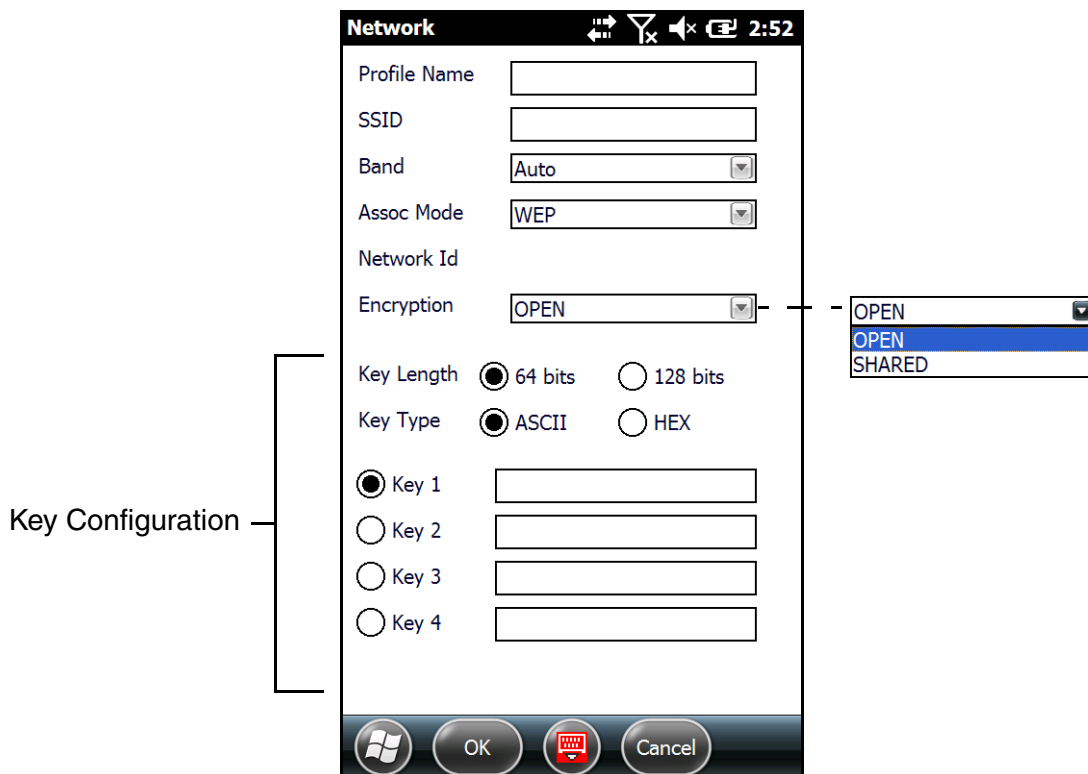 Network 2:52
Profile Name
SSID
Band Auto
Assoc Mode WEP
Network Id
Encryption OPEN
OPEN
OPEN
SHARED
Key Length 64 bits 128 bits
Key Type ASCII HEX
Key Configuration
Key 1
Key 2
Key 3
Key 4
OK Cancel